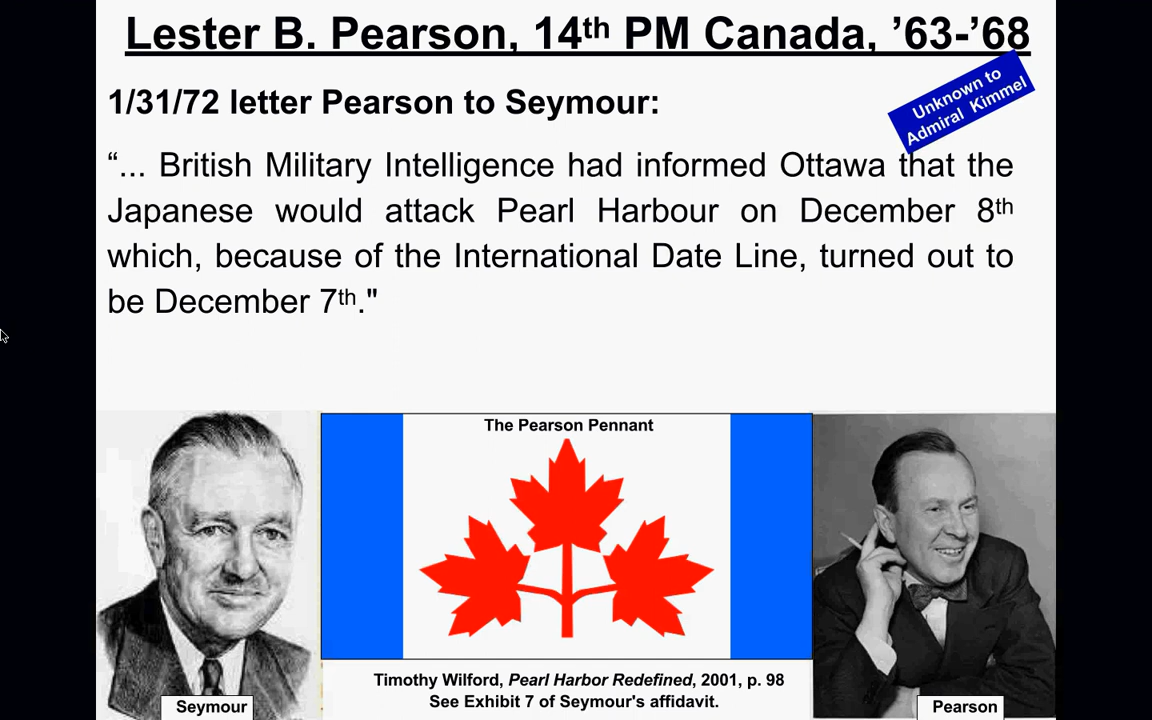 Lester B. Pearson, 14th PM Canada, ’63-’68
Unknown to
Admiral Kimmel
1/31/72 letter Pearson to Seymour:
“... British Military Intelligence had informed Ottawa that the
Japanese would attack Pearl Harbour on December 8th
which, because of the International Date Line, turned out to
be December 7th."
The Pearson Pennant
Timothy Wilford, Pearl Harbor Redefined, 2001, p. 98
See Exhibit 7 of Seymour's affidavit.
Seymour
Pearson